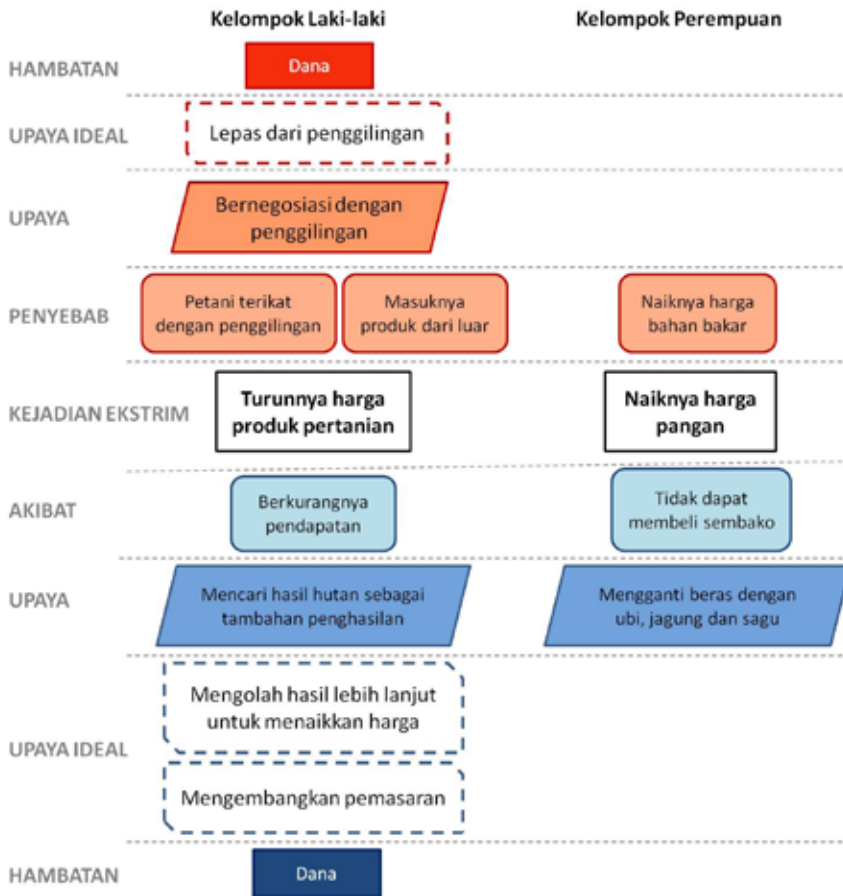 Kelompok Laki-laki
Kelompok Perempuan
HAMBATAN
Dana
UPAYA IDEAL
Lepas dari penggilingan
UPAYA
Bernegosiasi dengan
penggilingan
PENYEBAB
Petani terikat
dengan penggilingan
Masuknya
produk dari luar
Naiknya harga
bahan bakar
KEJADIAN EKSTRIM
Turunnya harga
produk pertanian
Naiknya harga
pangan
AKIBAT
Berkurangnya
pendapatan
Tidak dapat
membeli sembako
UPAYA
Mencari hasil hutan sebagai
tambahan penghasilan
Mengganti beras dengan
ubi, jagung dan sagu
UPAYA IDEAL
Mengolah hasil lebih lanjut
untuk menaikkan harga
Mengembangkan pemasaran
HAMBATAN
Dana